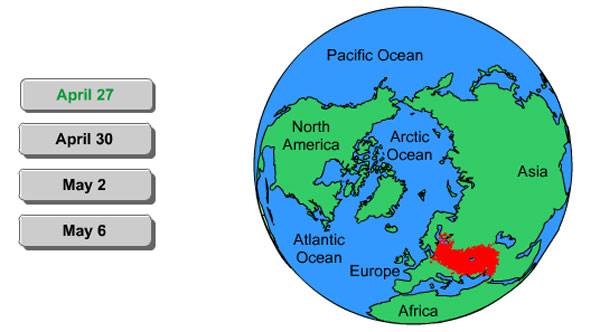 April 27
April 30
May 2
May 6
Pacific Ocean
North
America
Arctic
Ocean
Asia
Atlantic
Ocean
Europe
Africa